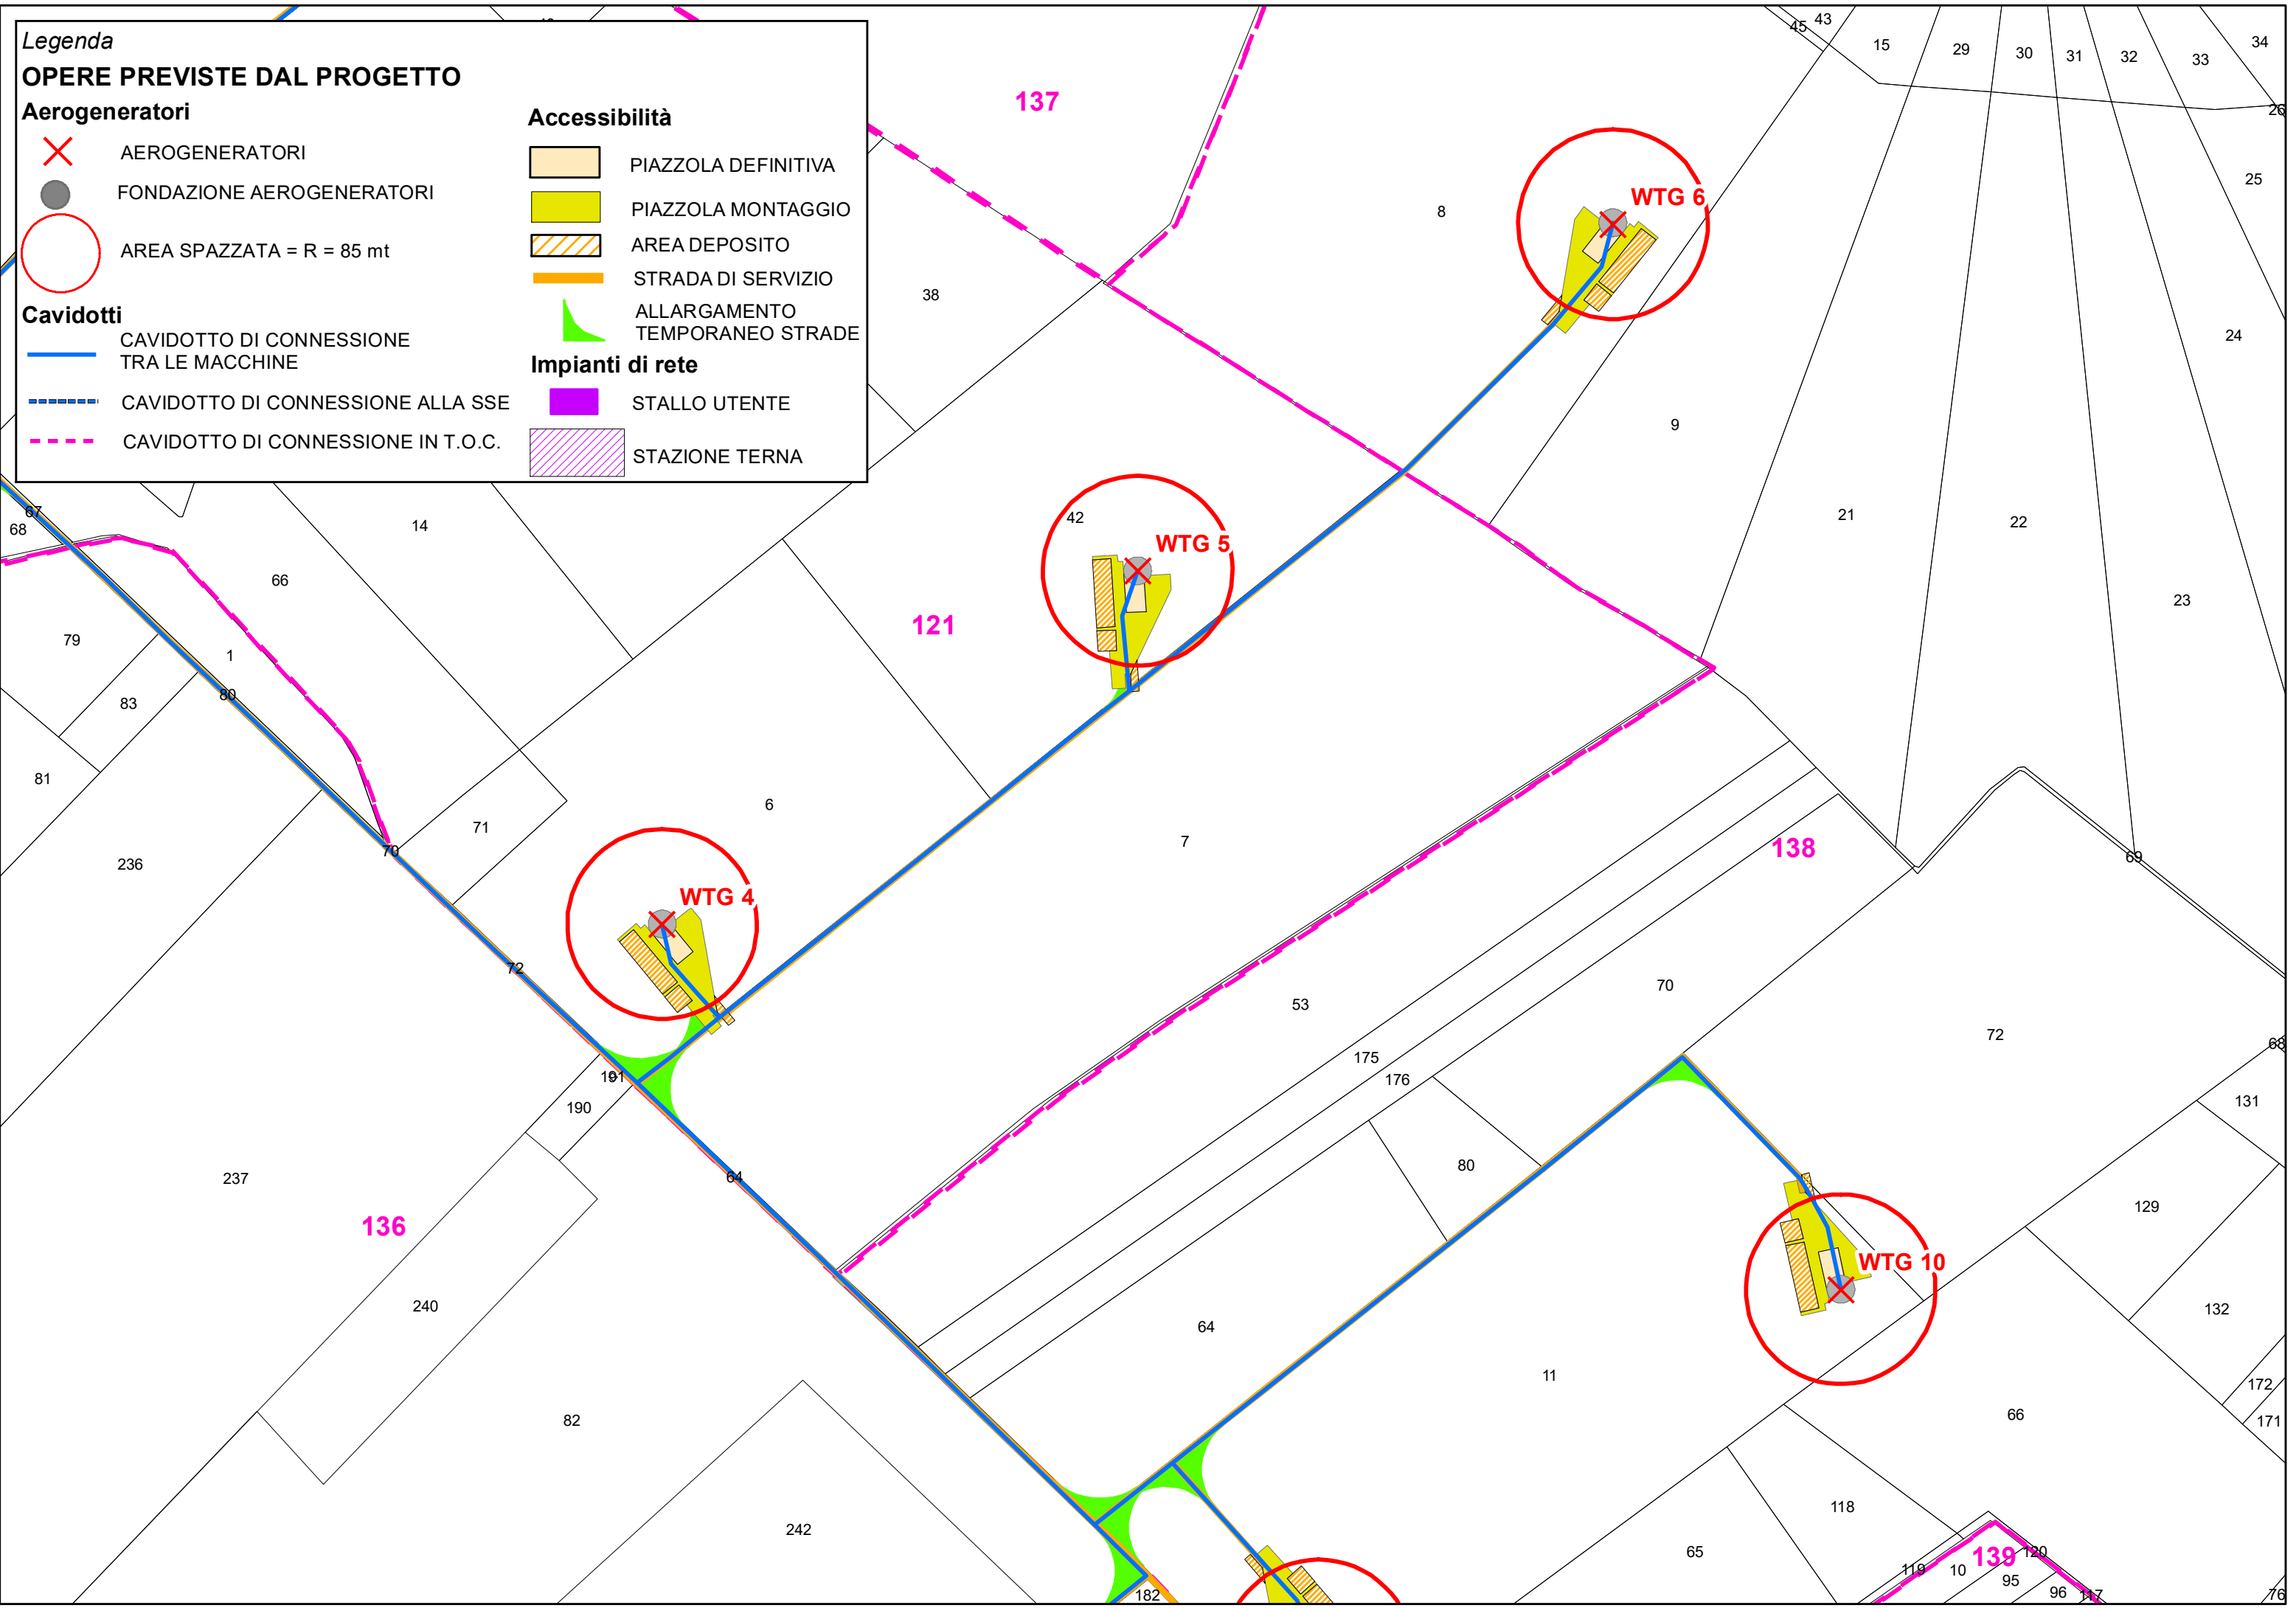 Legenda
OPERE PREVISTE DAL PROGETTO
Aerogeneratori
AEROGENERATORI
FONDAZIONE AEROGENERATORI
AREA SPAZZATA = R = 85 mt
Cavidotti
CAVIDOTTO DI CONNESSIONE
TRA LE MACCHINE
CAVIDOTTO DI CONNESSIONE ALLA SSE
CAVIDOTTO DI CONNESSIONE IN T.O.C.
Accessibilità
PIAZZOLA DEFINITIVA
PIAZZOLA MONTAGGIO
AREA DEPOSITO
STRADA DI SERVIZIO
ALLARGAMENTO
TEMPORANEO STRADE
Impianti di rete
STALLO UTENTE
STAZIONE TERNA
43
45
15
29
30
31
32
33
34
26
137
25
WTG 6
8
38
24
9
42
14
67
68
21
22
WTG 5
66
23
121
79
1
80
83
81
6
71
7
138
70
69
236
WTG 4
72
70
53
72
68
175
191
176
190
131
80
64
237
129
136
WTG 10
240
132
64
11
172
82
66
171
118
242
65
139
120
119
10
95
96
117
182
76